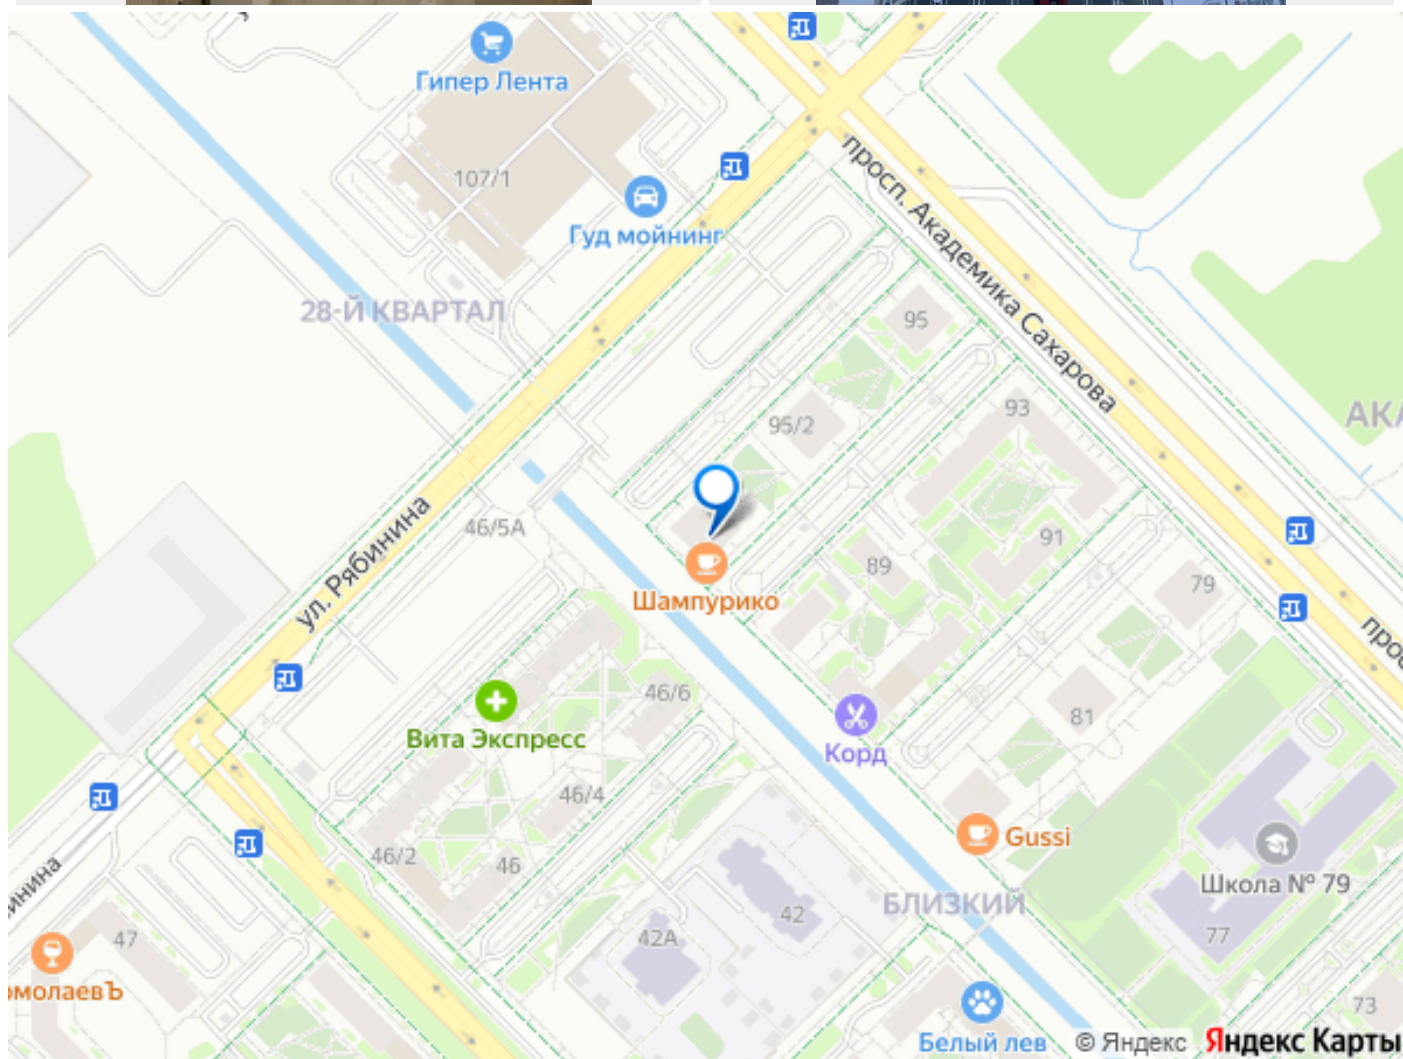 Гипер Лента
107/1
Гуд мойнинг
28-Й КВАРТАЛ
просп. Академика Сахарова
95
95/2
93
АКА
46/5А
ул. Рябинина
Шампурико
89
91
79
прос
46/6
Вита Экспресс
81
Корд
46/4
46/2
46
Gussi
Школа № 79
инина
БЛИЗКИЙ
42
42А
77
47
омолаевЪ
73
Белый лев
© Яндекс
Яндекс Карты